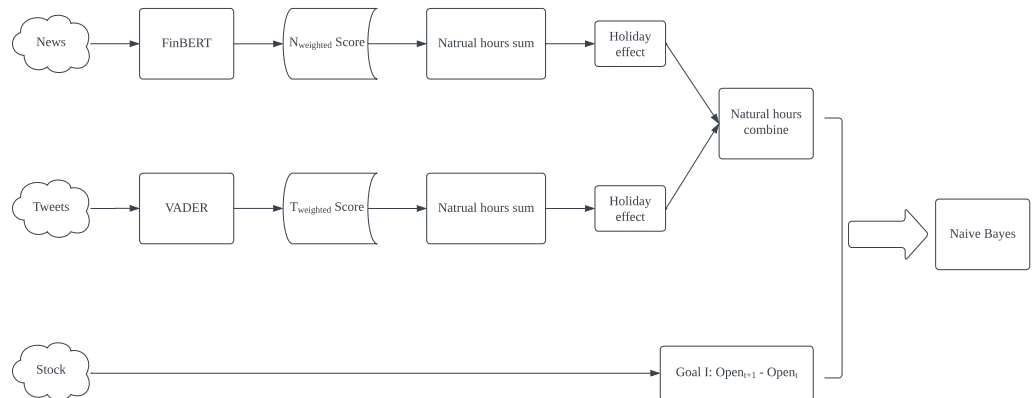 News
FinBERT
Nweighted Score
Natrual hours sum
Holiday
effect
Natural hours
combine
Tweets
VADER
Tweighted Score
Natrual hours sum
Holiday
effect
Naive Bayes
Stock
Goal I: Opent+1 - Opent